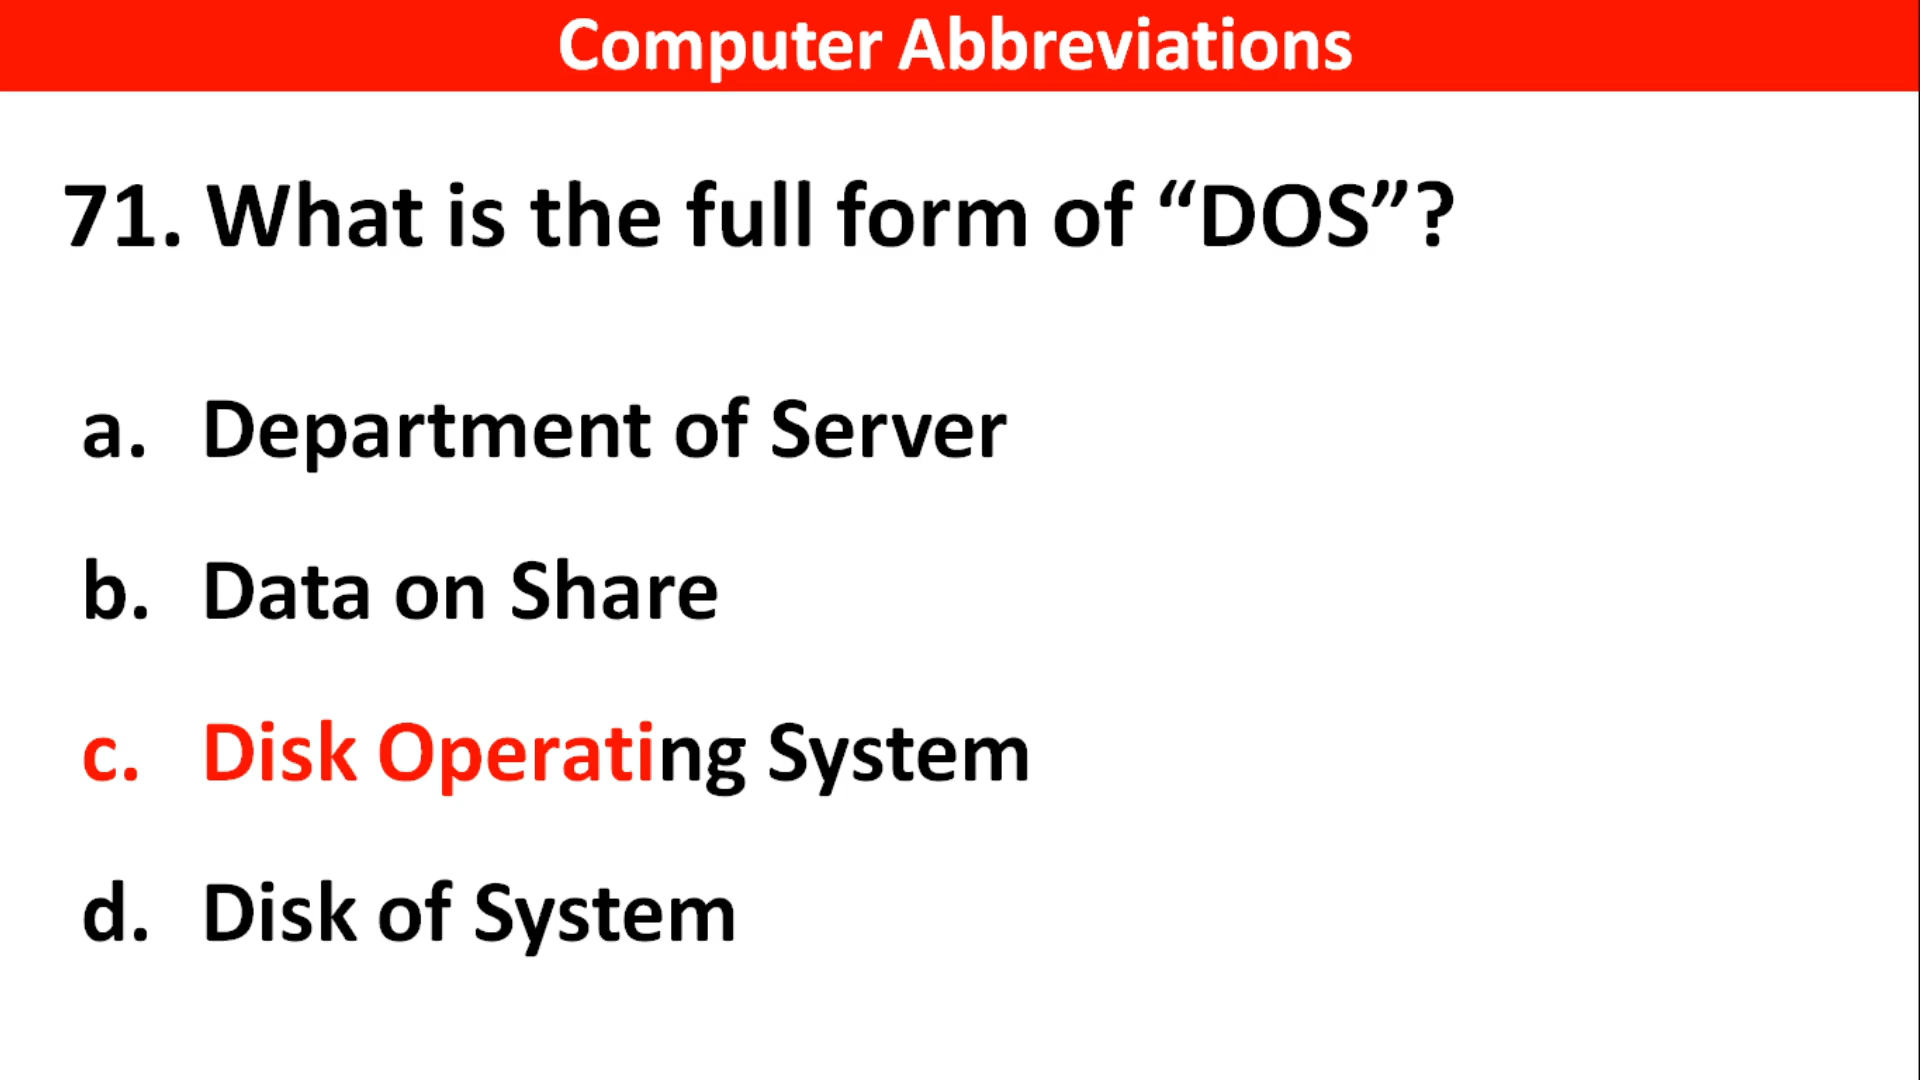 Computer Abbreviations
71. What is the full form of “DOS”?
a. Department of Server
b. Data on Share
c. Disk Operating System
d. Disk of System